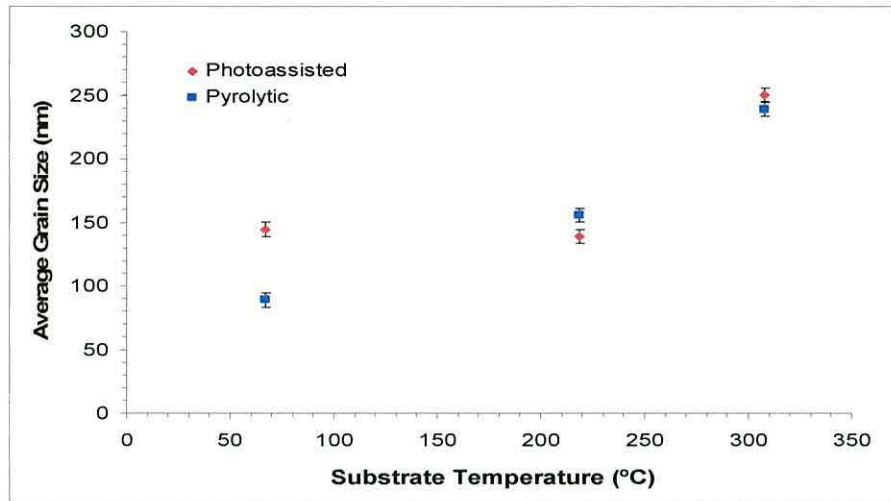 300
250
200
150
100
50
0
Average Grain Size (nm)
Photoassisted
Pyrolytic
0 50 100 150 200 250 300 350
Substrate Temperature (ºC)